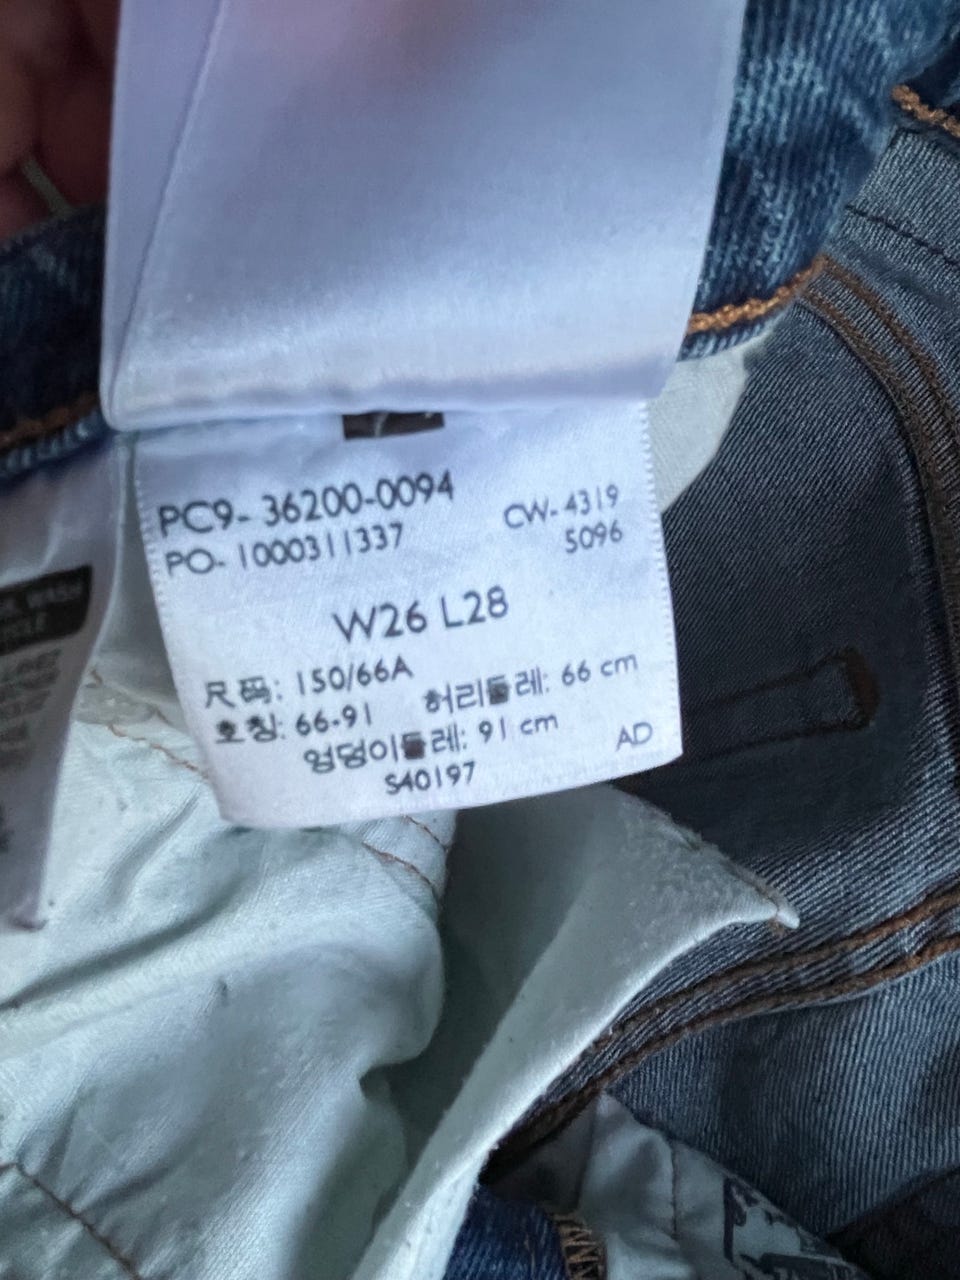 PC9- 36200-0094
PO- 1000311337
CW- 4319
5096
W26 L28
尺码: 150/66A
호칭: 66-91 허리둘레: 66 cm
엉덩이둘레: 91 cm
AD
S40197
WASH